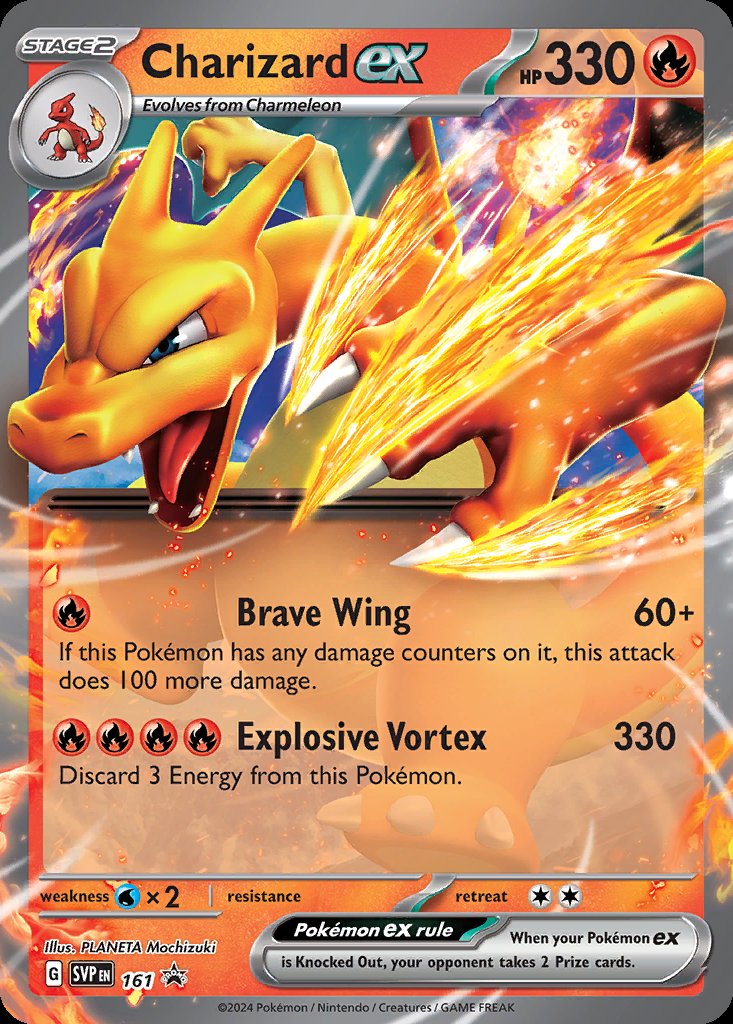 STAGE2
Charizard ex
HP330
Evolves from Charmeleon
Brave Wing 60+
If this Pokémon has any damage counters on it, this attack
does 100 more damage.
Explosive Vortex 330
Discard 3 Energy from this Pokémon.
weakness ×2 resistance retreat
Illus. PLANETA Mochizuki
Pokémon ex rule When your Pokémon ex
is Knocked Out, your opponent takes 2 Prize cards.
G SVP EN 161 PROMO
©2024 Pokémon / Nintendo / Creatures / GAME FREAK